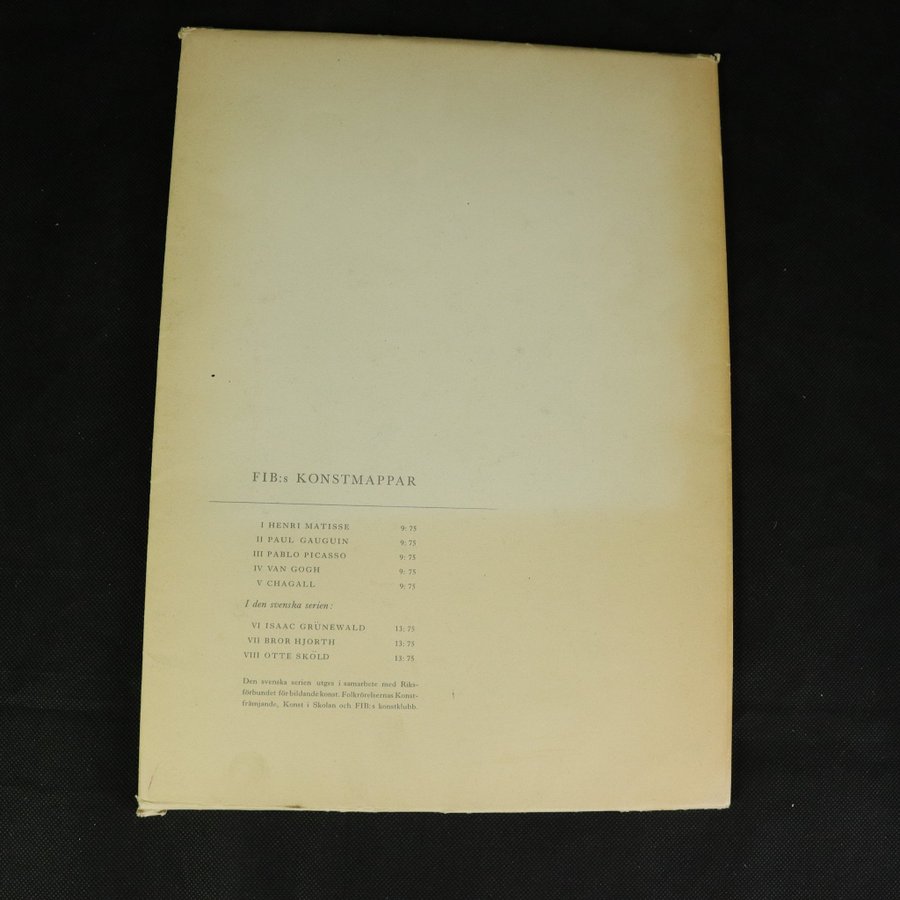 FIB:s KONSTMAPPAR
I HENRI MATISSE 9: 75
II PAUL GAUGUIN 9: 75
III PABLO PICASSO 9: 75
IV VAN GOGH 9: 75
V CHAGALL 9: 75
I den svenska serien:
VI ISAAC GRÜNEWALD 13: 75
VII BROR HJORTH 13: 75
VIII OTTE SKÖLD 13: 75
Den svenska serien utges i samarbete med Riks-
förbundet för bildande konst, Folkrörelsernas Konst-
främjande, Konst i Skolan och FIB:s konstklubb.